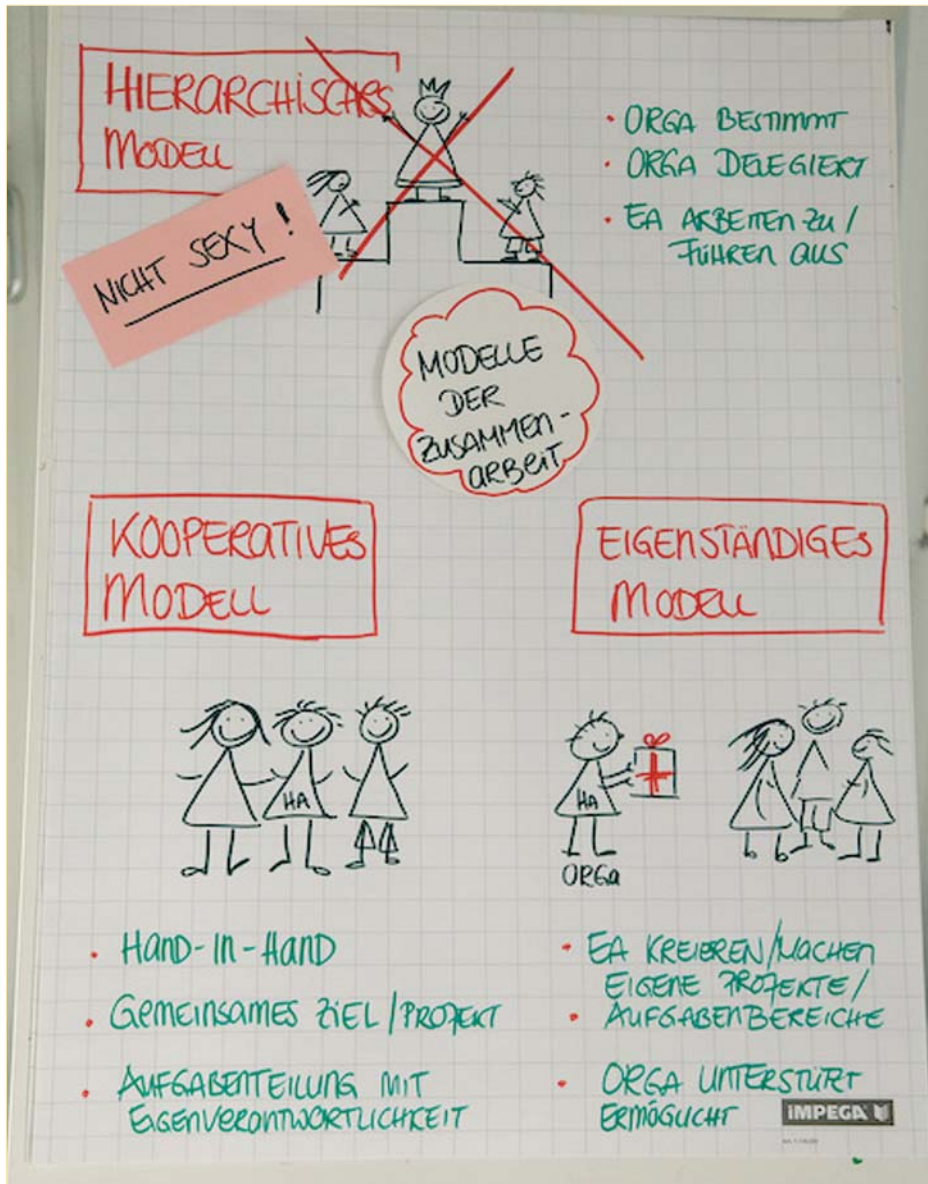 HIERARCHISCHES
MODELL
NICHT SEXY!
• ORGA BESTIMMT
• ORGA DELEGIERT
• EA ARBEITEN ZU /
FÜHREN AUS
MODELLE
DER
ZUSAMMEN-
ARBEIT
KOOPERATIVES
MODELL
HA
• HAND-IN-HAND
• GEMEINSAMES ZIEL/PROJEKT
• AUFGABENTEILUNG MIT
EIGENVERANTWORTLICHKEIT
EIGENSTÄNDIGES
MODELL
HA
ORGA
• EA KREIEREN/MACHEN
EIGENE PROJEKTE/
• AUFGABENBEREICHE
• ORGA UNTERSTÜTZT
ERMÖGLICHT
IMPEGA